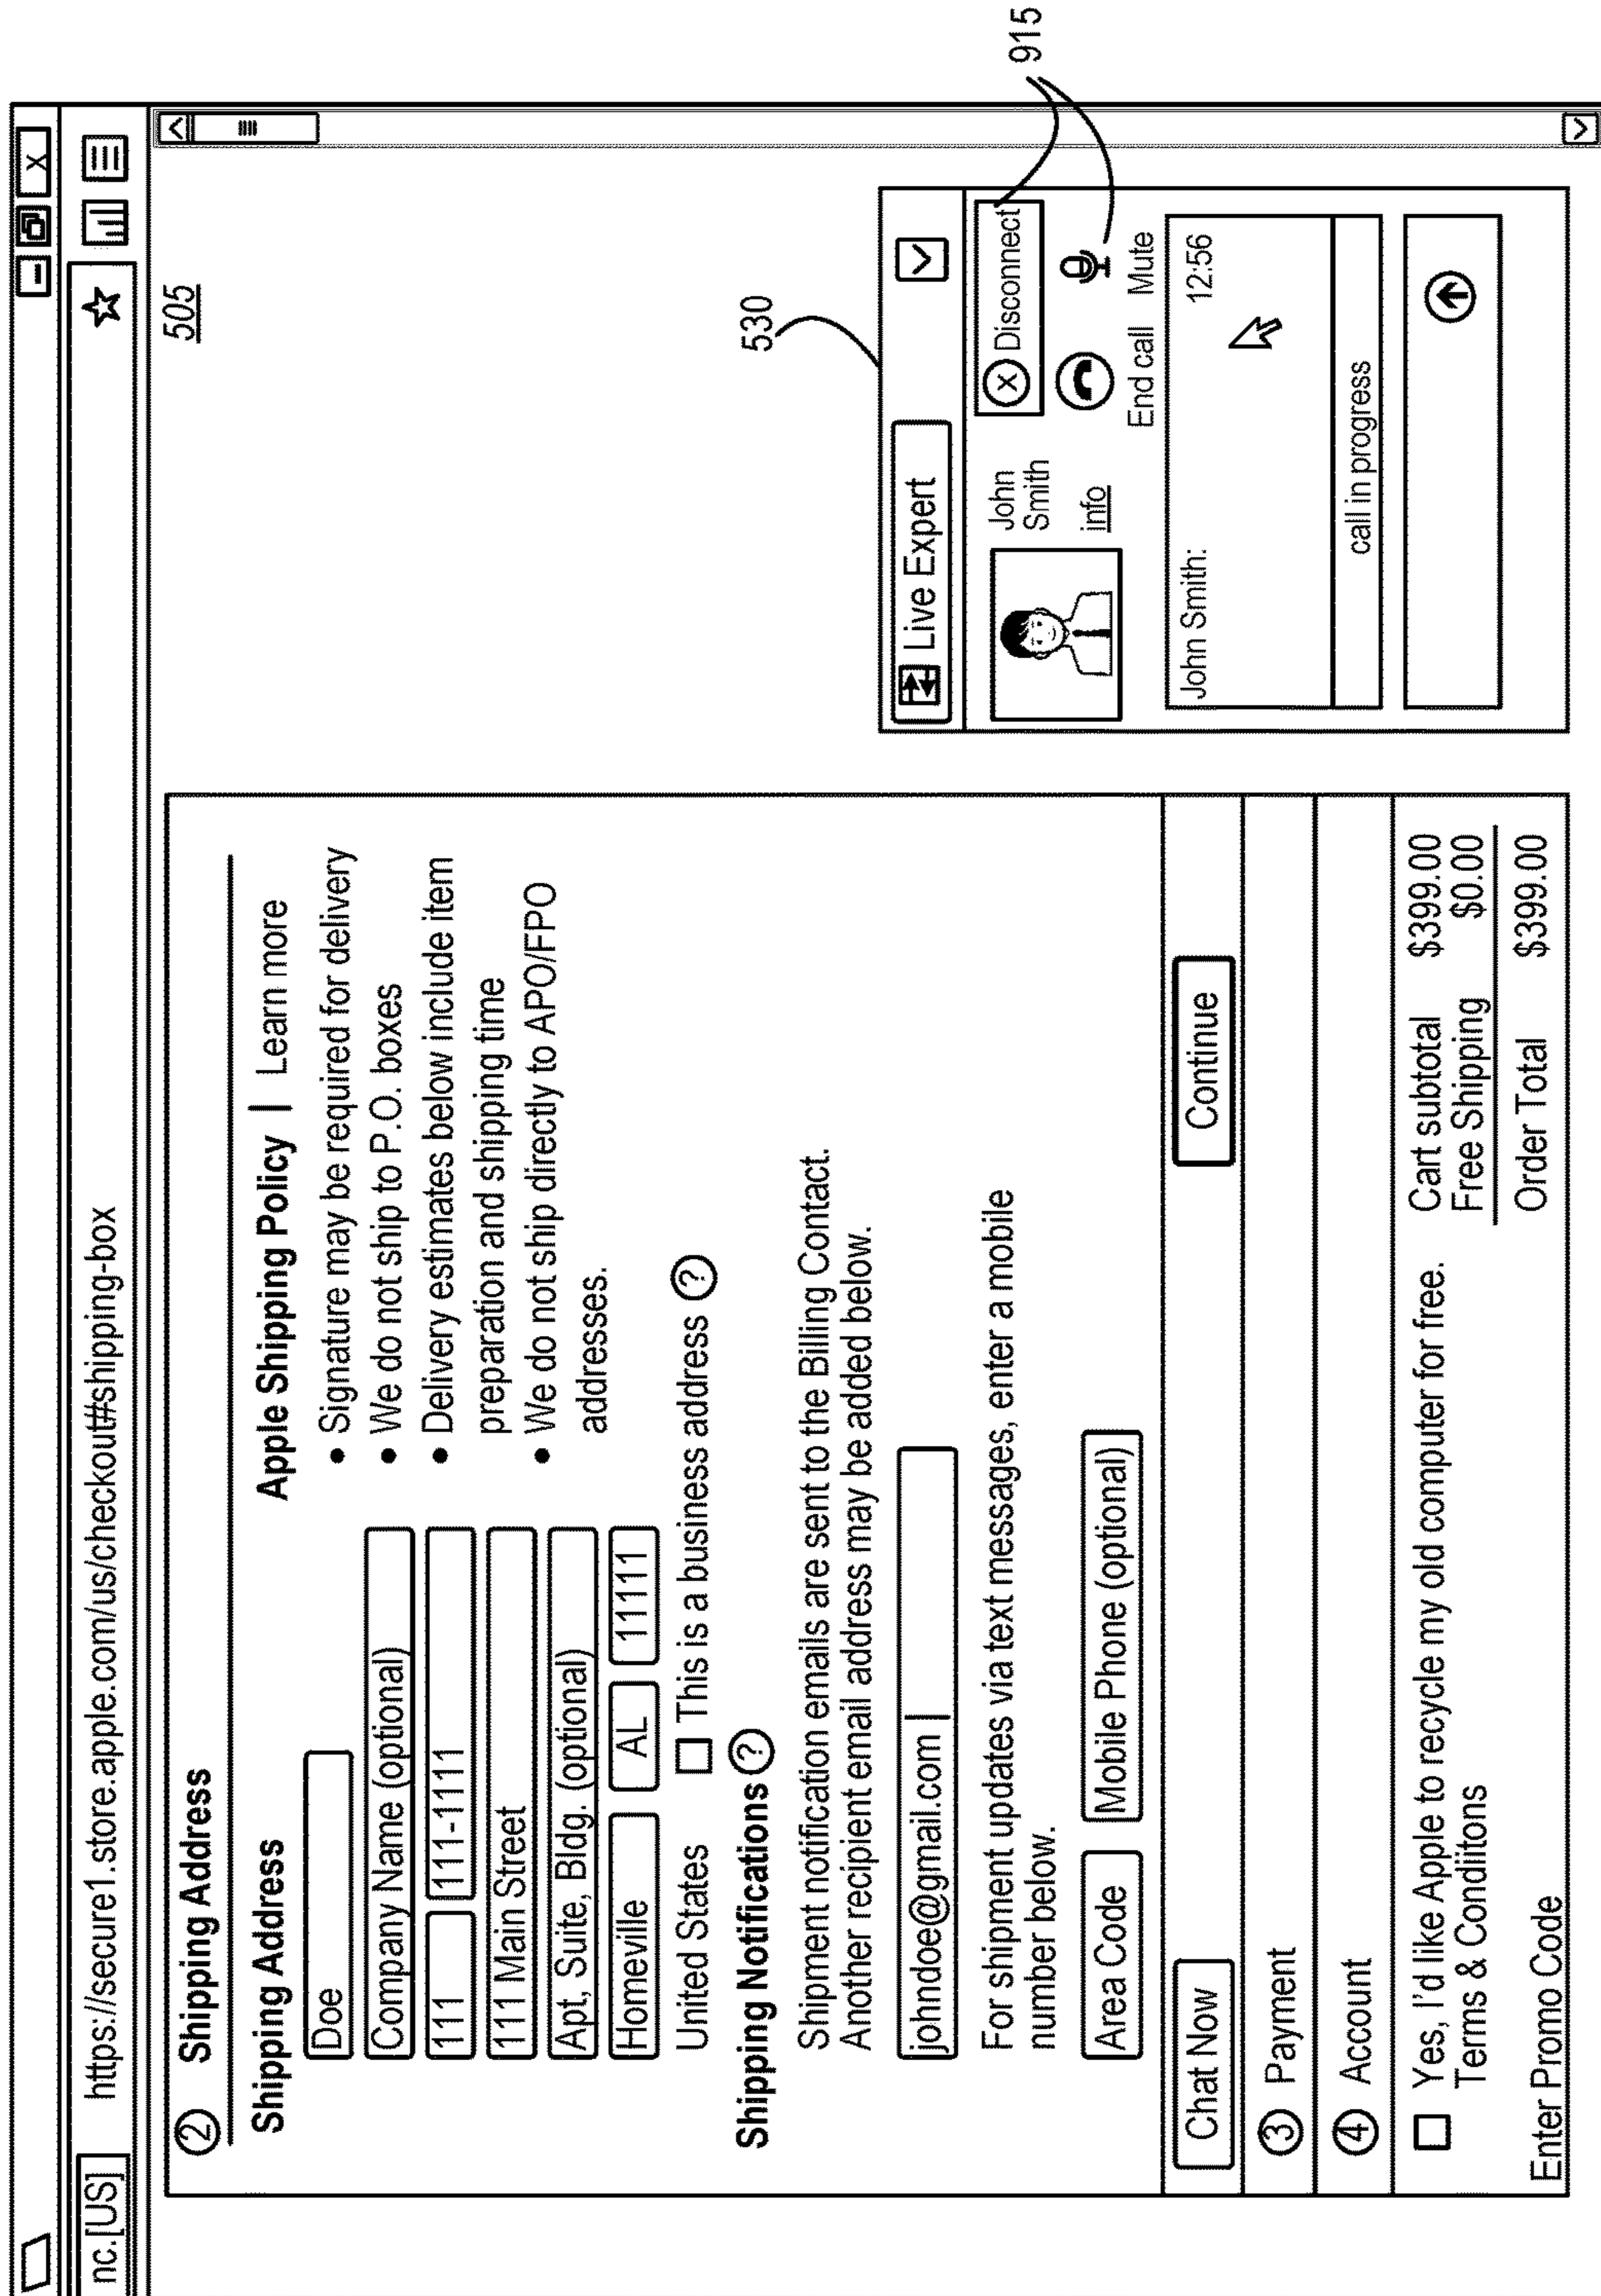 X
nc.[US]
https://secure1.store.apple.com/us/checkout#shipping-box
505
2 Shipping Address
Shipping Address
Doe
Company Name (optional)
111 111-1111
111 Main Street
Apt, Suite, Bldg. (optional)
Homeville AL 11111
United States This is a business address ?
Apple Shipping Policy | Learn more
• Signature may be required for delivery
• We do not ship to P.O. boxes
• Delivery estimates below include item
preparation and shipping time
• We do not ship directly to APO/FPO
addresses.
Shipping Notifications ?
Shipment notification emails are sent to the Billing Contact.
Another recipient email address may be added below.
johndoe@gmail.com
For shipment updates via text messages, enter a mobile
number below.
Area Code Mobile Phone (optional)
Chat Now Continue
3 Payment
4 Account
Yes, I'd like Apple to recycle my old computer for free.
Terms & Condiitons
Cart subtotal $399.00
Free Shipping $0.00
Enter Promo Code
Order Total $399.00
530
Live Expert
John
Smith
info
X Disconnect
End call Mute
915
John Smith: 12:56
call in progress